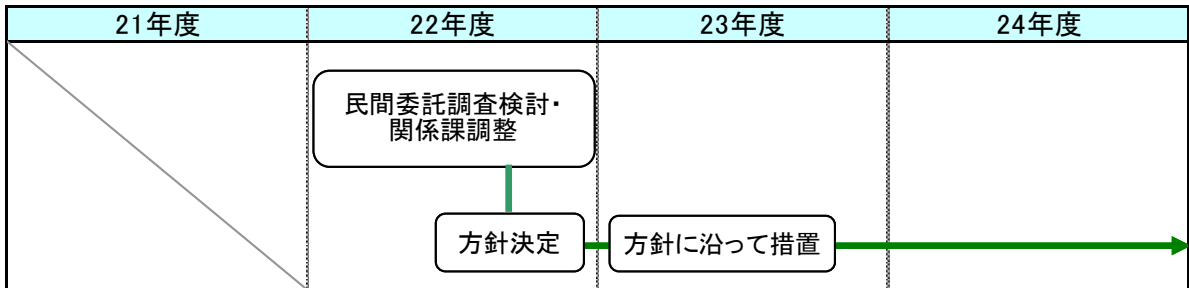 21年度
22年度
23年度
24年度
民間委託調査検討・
関係課調整
方針決定
方針に沿って措置